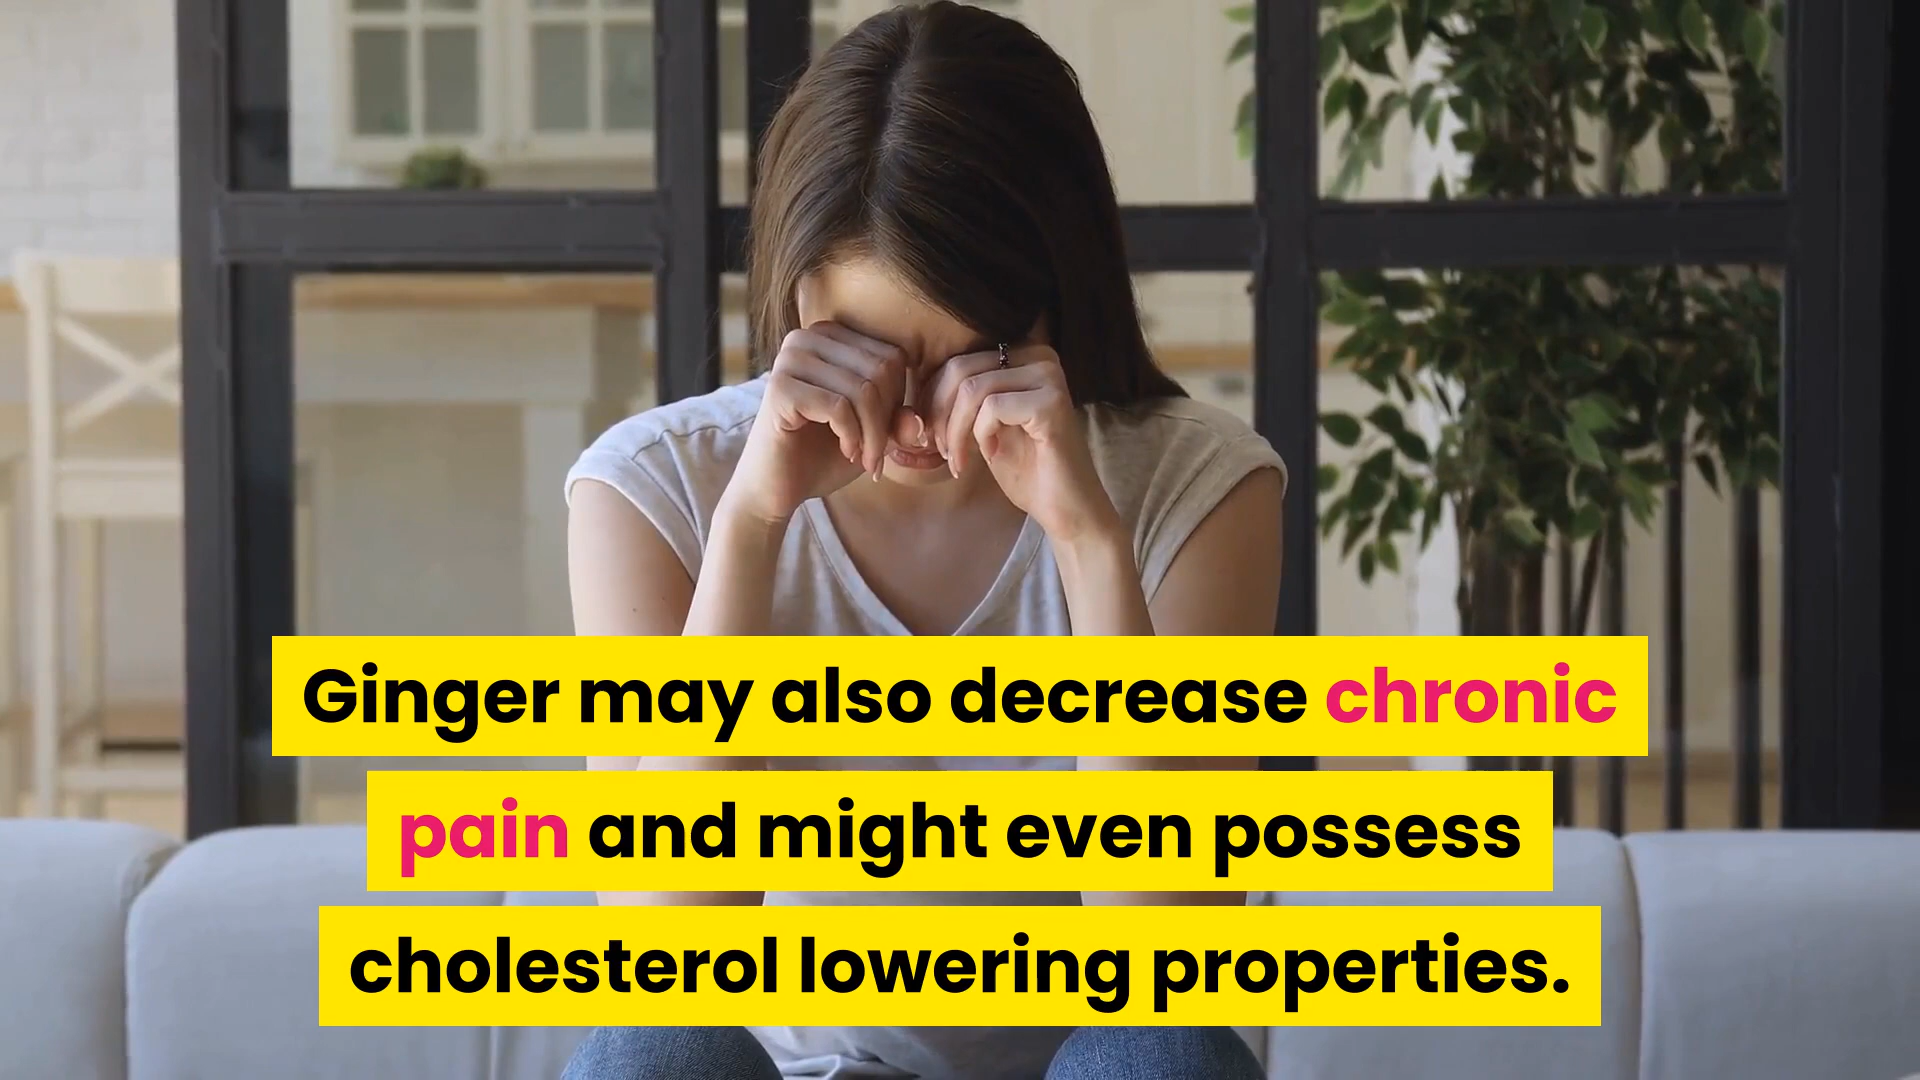 Ginger may also decrease chronic
pain and might even possess
cholesterol lowering properties.